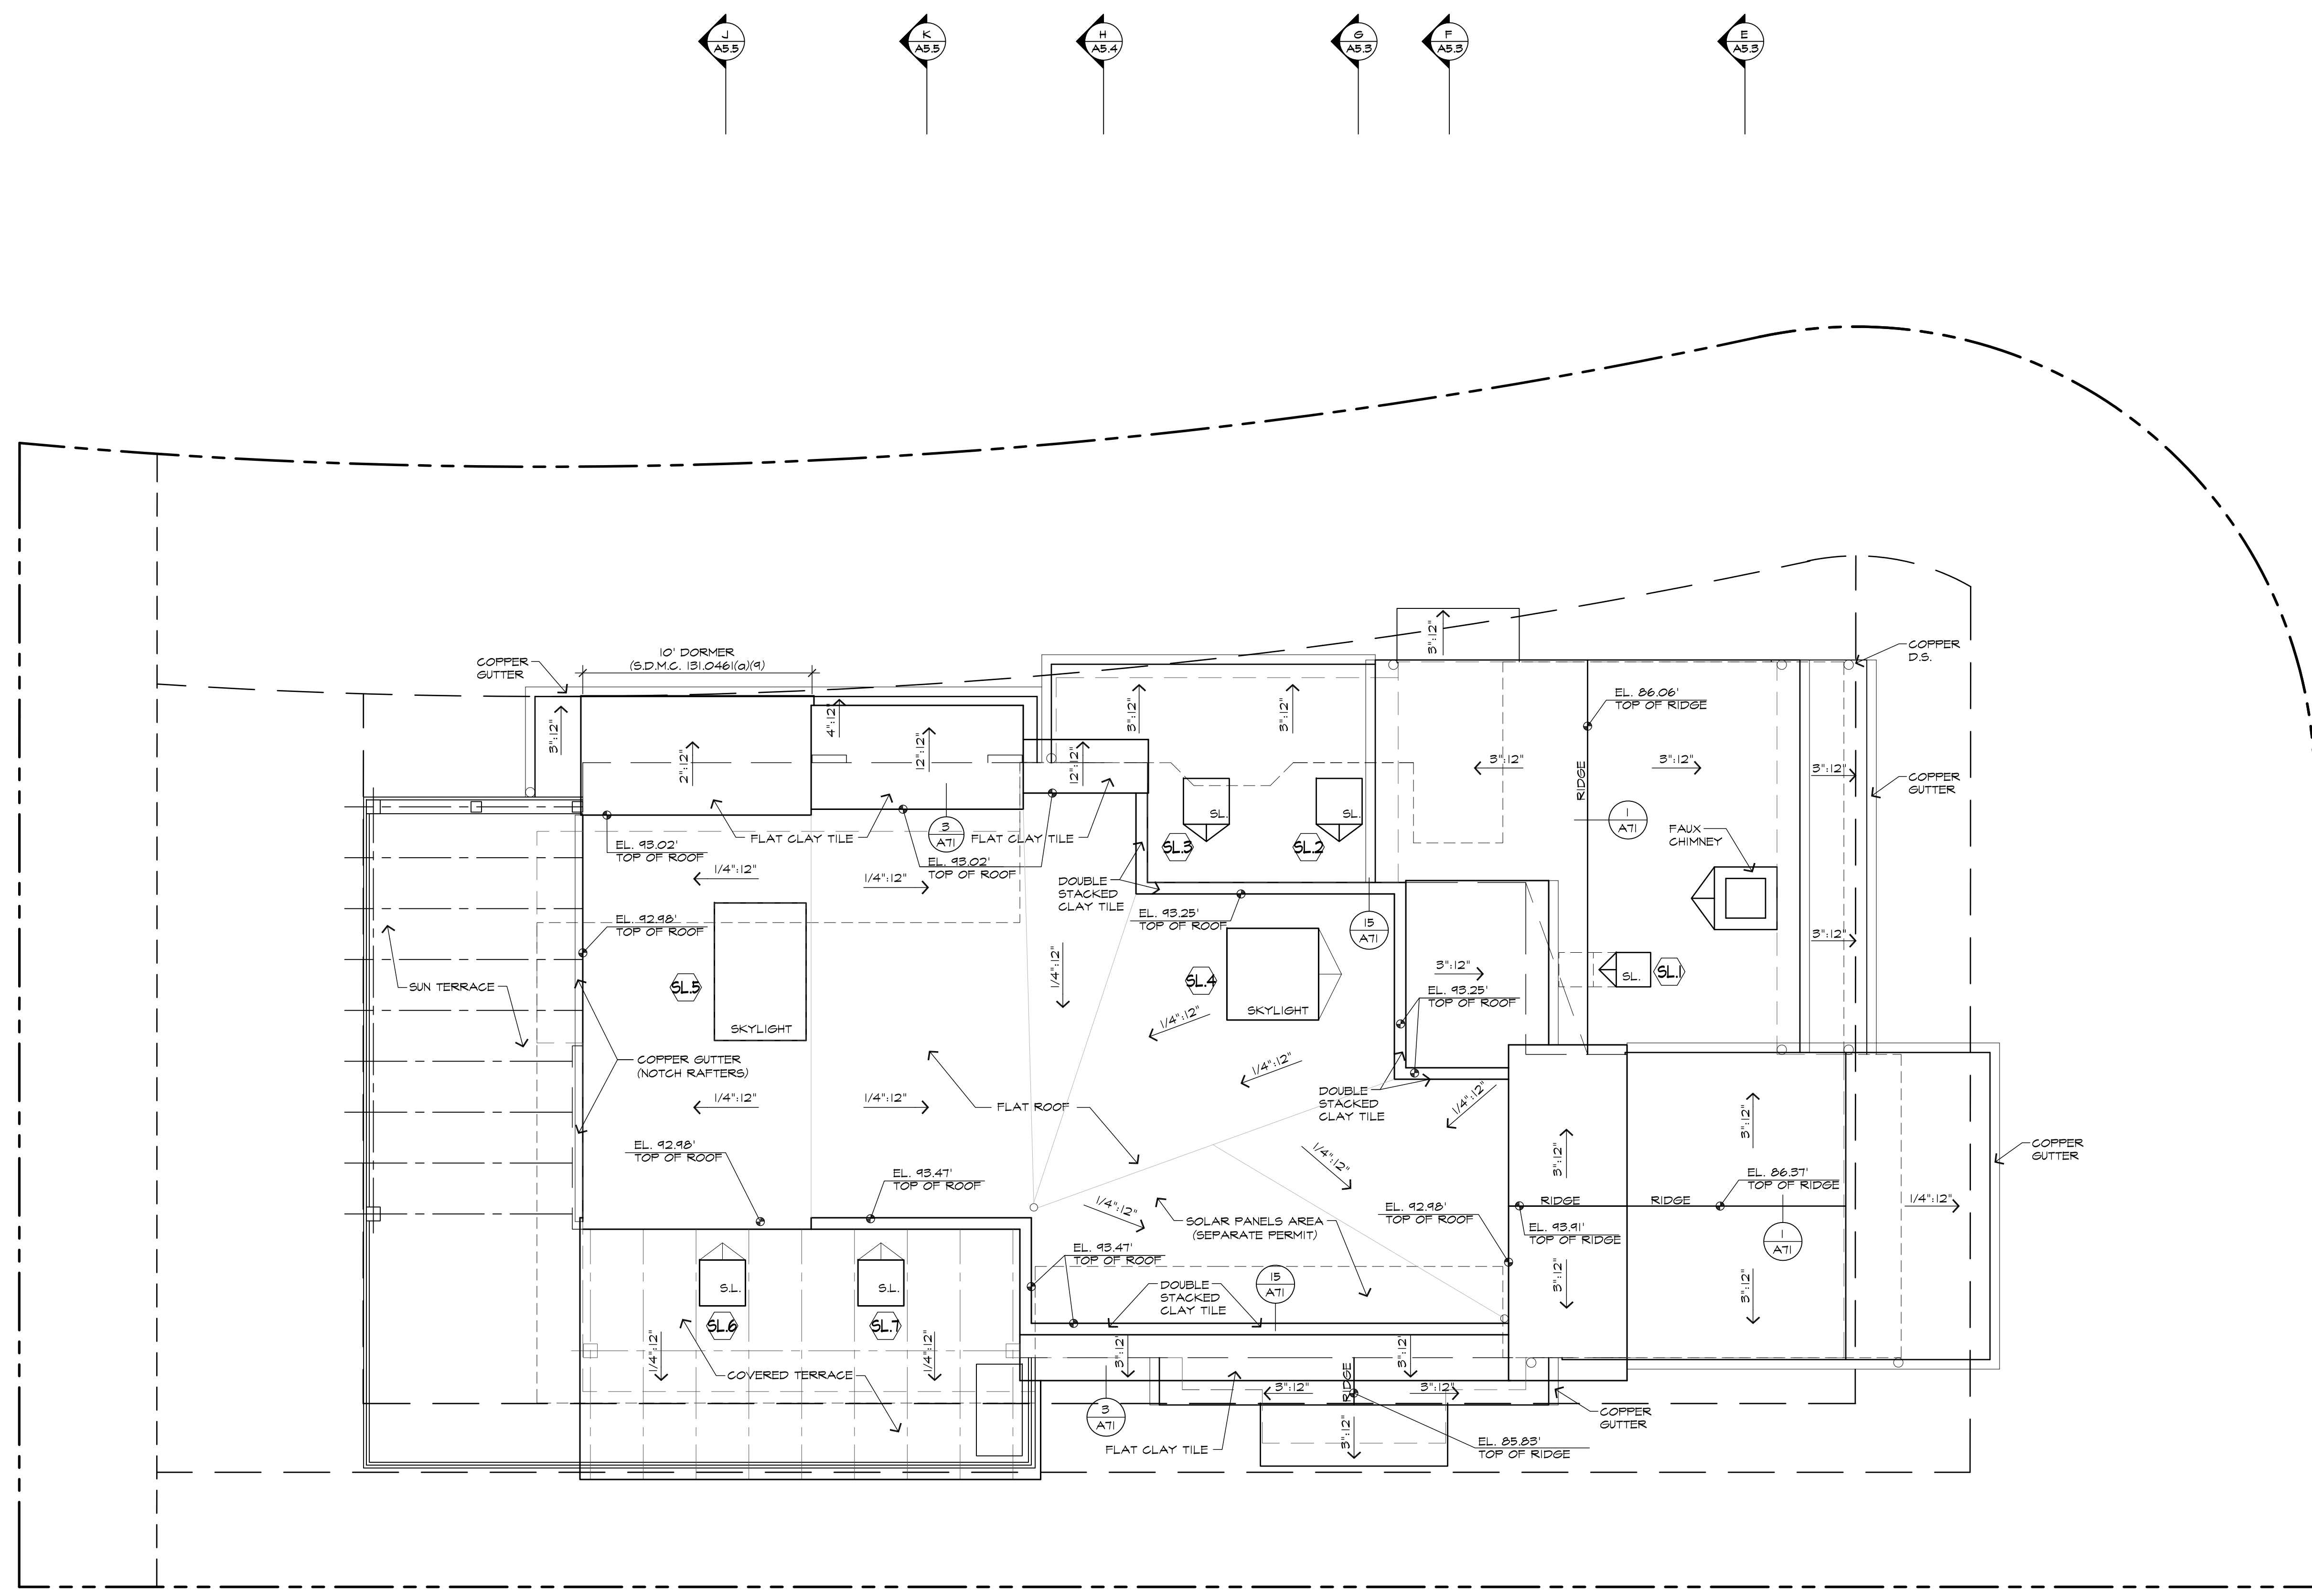 J
A5.5
K
A5.5
H
A5.4
G
A5.3
F
A5.3
E
A5.3
10' DORMER
(S.D.M.C. 131.0461(a)(9)
COPPER
GUTTER
3":12"
COPPER
D.S.
EL. 86.06'
TOP OF RIDGE
3":12"
2":12"
4":12"
12":12"
12":12"
3":12"
3":12"
3":12"
RIDGE
3":12"
3":12"
COPPER
GUTTER
1
A71
FAUX
CHIMNEY
SL.
SL.
SL.3
SL.2
FLAT CLAY TILE
3
A71
FLAT CLAY TILE
EL. 93.02'
TOP OF ROOF
EL. 93.02'
TOP OF ROOF
1/4":12"
1/4":12"
DOUBLE
STACKED
CLAY TILE
EL. 93.25'
TOP OF ROOF
15
A71
EL. 92.98'
TOP OF ROOF
3":12"
1/4":12"
3":12"
SL.
SL.1
SL.5
SL.4
SUN TERRACE
SKYLIGHT
SKYLIGHT
EL. 93.25'
TOP OF ROOF
1/4":12"
COPPER GUTTER
(NOTCH RAFTERS)
1/4":12"
1/4":12"
1/4":12"
1/4":12"
FLAT ROOF
DOUBLE
STACKED
CLAY TILE
3":12"
EL. 92.98'
TOP OF ROOF
1/4":12"
3":12"
COPPER
GUTTER
EL. 93.47'
TOP OF ROOF
EL. 86.37'
TOP OF RIDGE
1/4":12"
1/4":12"
RIDGE
RIDGE
EL. 92.98'
TOP OF ROOF
SOLAR PANELS AREA
(SEPARATE PERMIT)
EL. 93.91'
TOP OF RIDGE
1
A71
EL. 93.47'
TOP OF ROOF
3":12"
3":12"
S.L.
S.L.
DOUBLE
STACKED
CLAY TILE
15
A71
SL.6
SL.7
1/4":12"
1/4":12"
3":12"
3":12"
COVERED TERRACE
RIDGE
3":12"
3":12"
3
A71
COPPER
GUTTER
3":12"
FLAT CLAY TILE
EL. 85.83'
TOP OF RIDGE